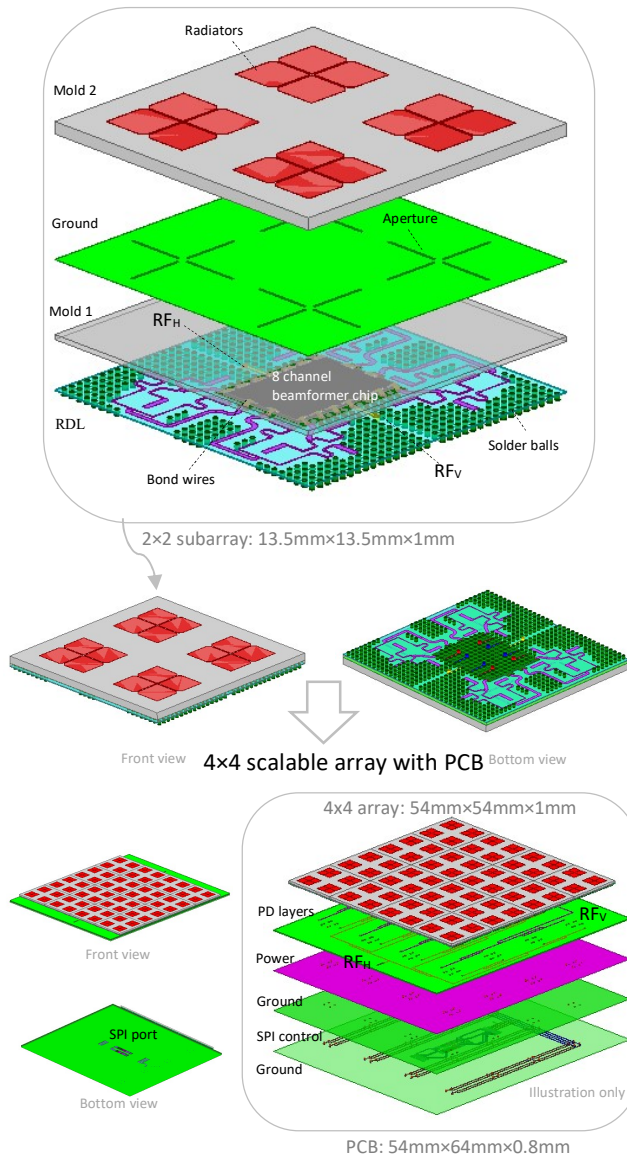 Radiators
Mold 2
Ground
Aperture
Mold 1
RFH
8 channel
beamformer chip
RDL
Solder balls
Bond wires
RFV
2×2 subarray: 13.5mm×13.5mm×1mm
Front view
4×4 scalable array with PCB
Bottom view
4x4 array: 54mm×54mm×1mm
PD layers
RFV
Front view
Power
RFH
Ground
SPI port
SPI control
Ground
Illustration only
Bottom view
PCB: 54mm×64mm×0.8mm